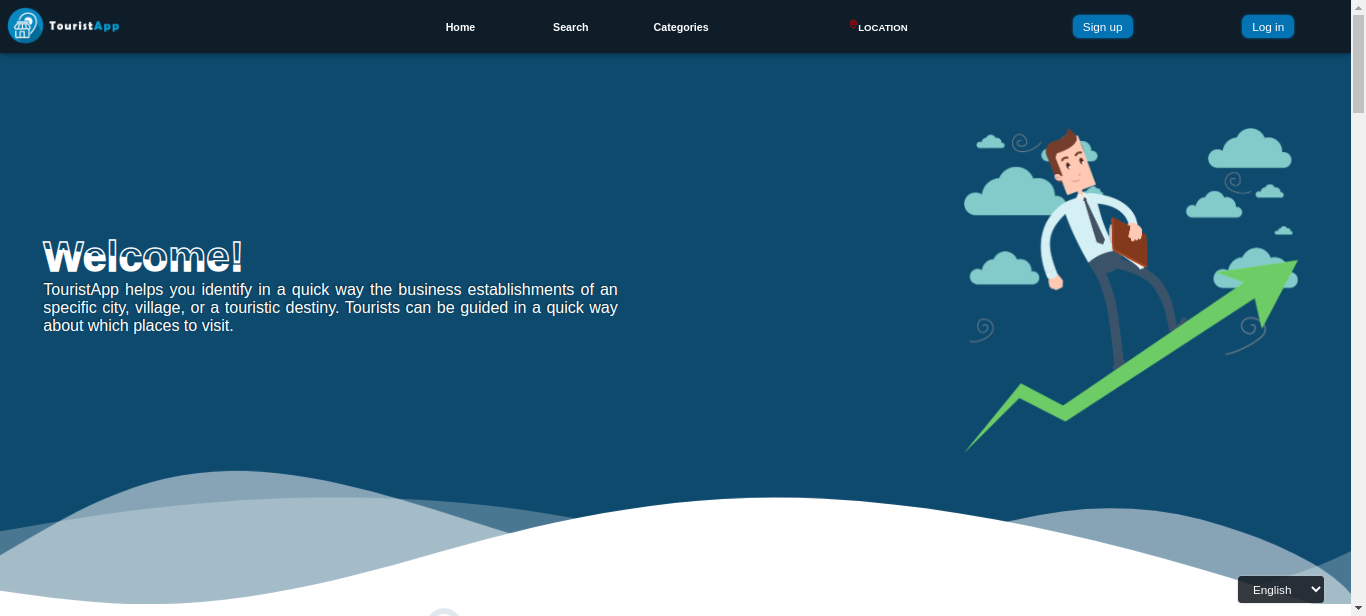 TouristApp
Home
Search
Categories
LOCATION
Sign up
Log in
Welcome!
TouristApp helps you identify in a quick way the business establishments of an
specific city, village, or a touristic destiny. Tourists can be guided in a quick way
about which places to visit.
English